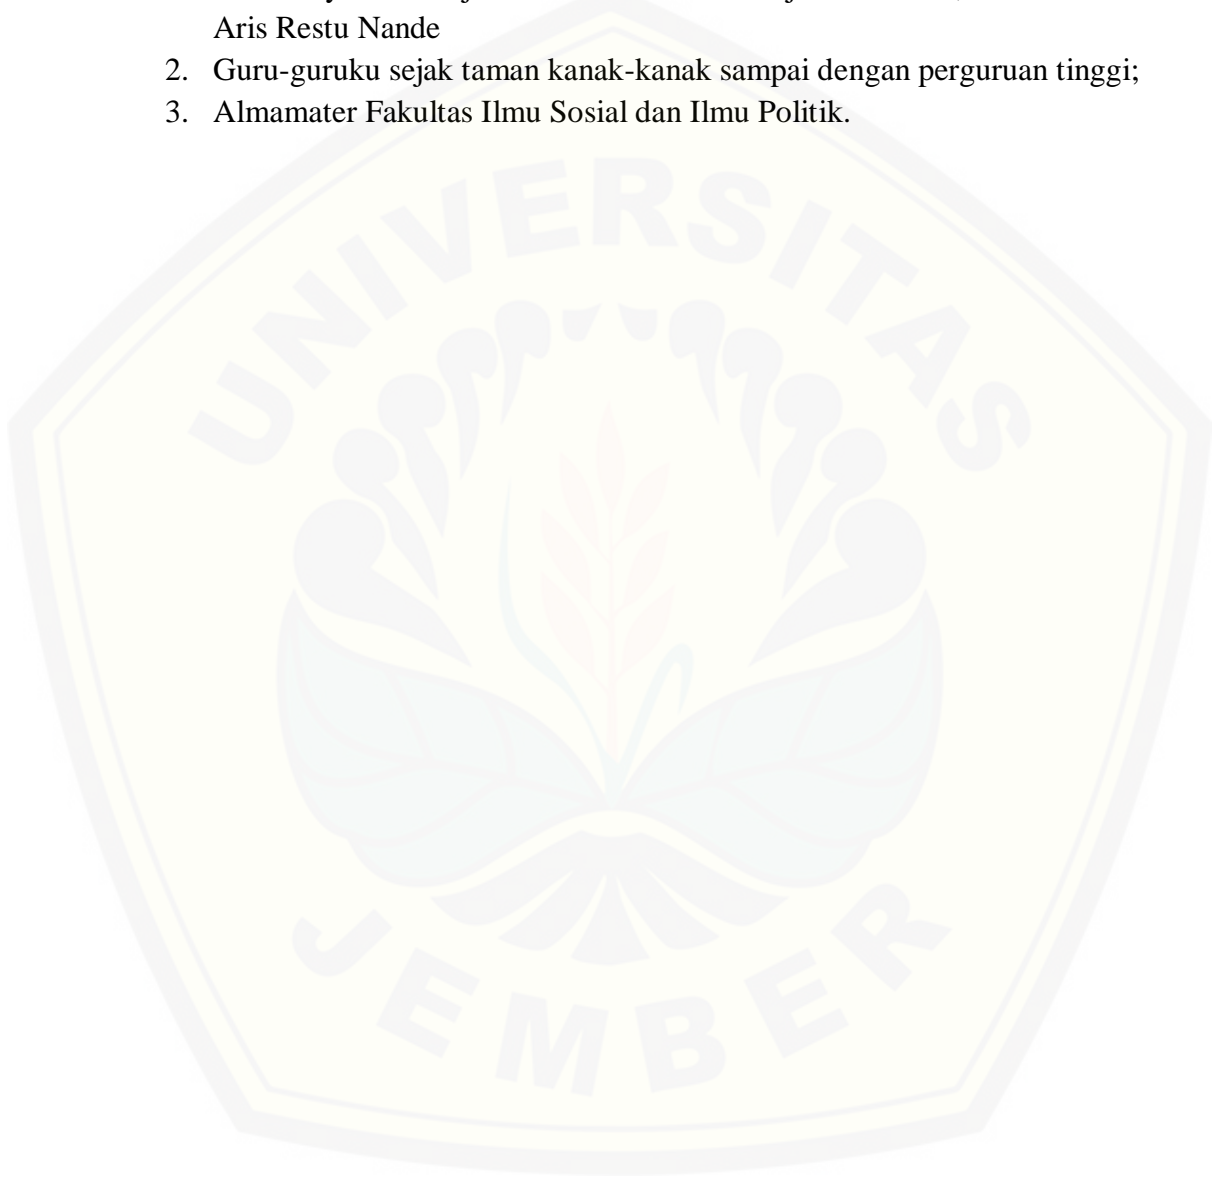 Aris Restu Nande
2. Guru-guruku sejak taman kanak-kanak sampai dengan perguruan tinggi;
3. Almamater Fakultas Ilmu Sosial dan Ilmu Politik.
UNIVERSITAS
JEMBER